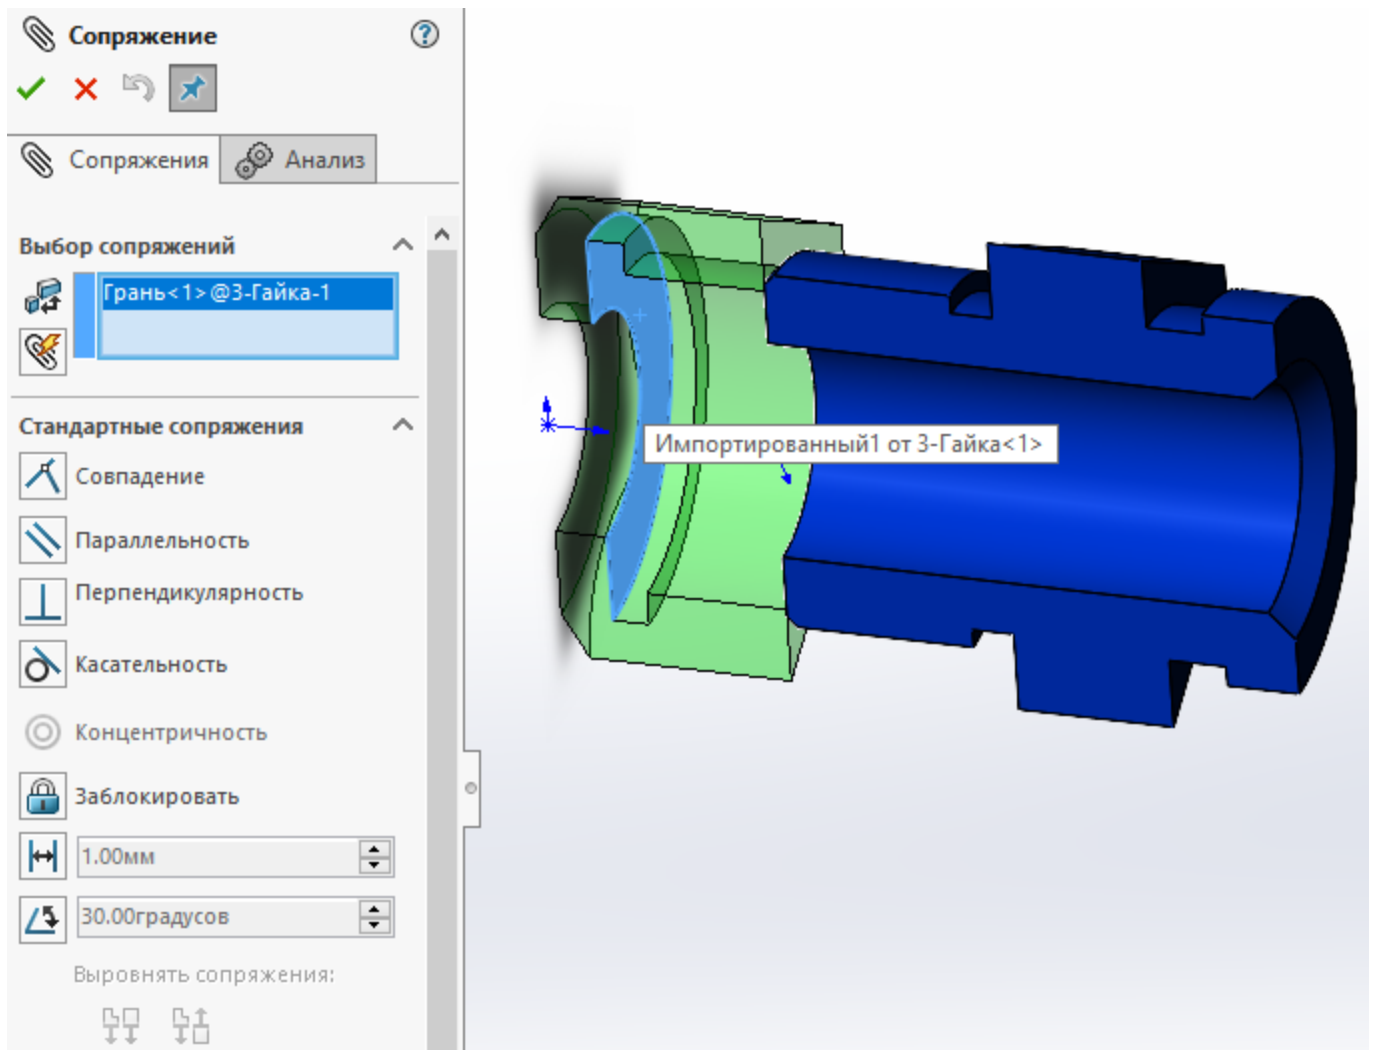 Сопряжение
Сопряжения
Анализ
Выбор сопряжений
Грань<1>@3-Гайка-1
Стандартные сопряжения
Совпадение
Параллельность
Перпендикулярность
Касательность
Концентричность
Заблокировать
1.00мм
30.00градусов
Выровнять сопряжения:
Импортированный1 от 3-Гайка<1>